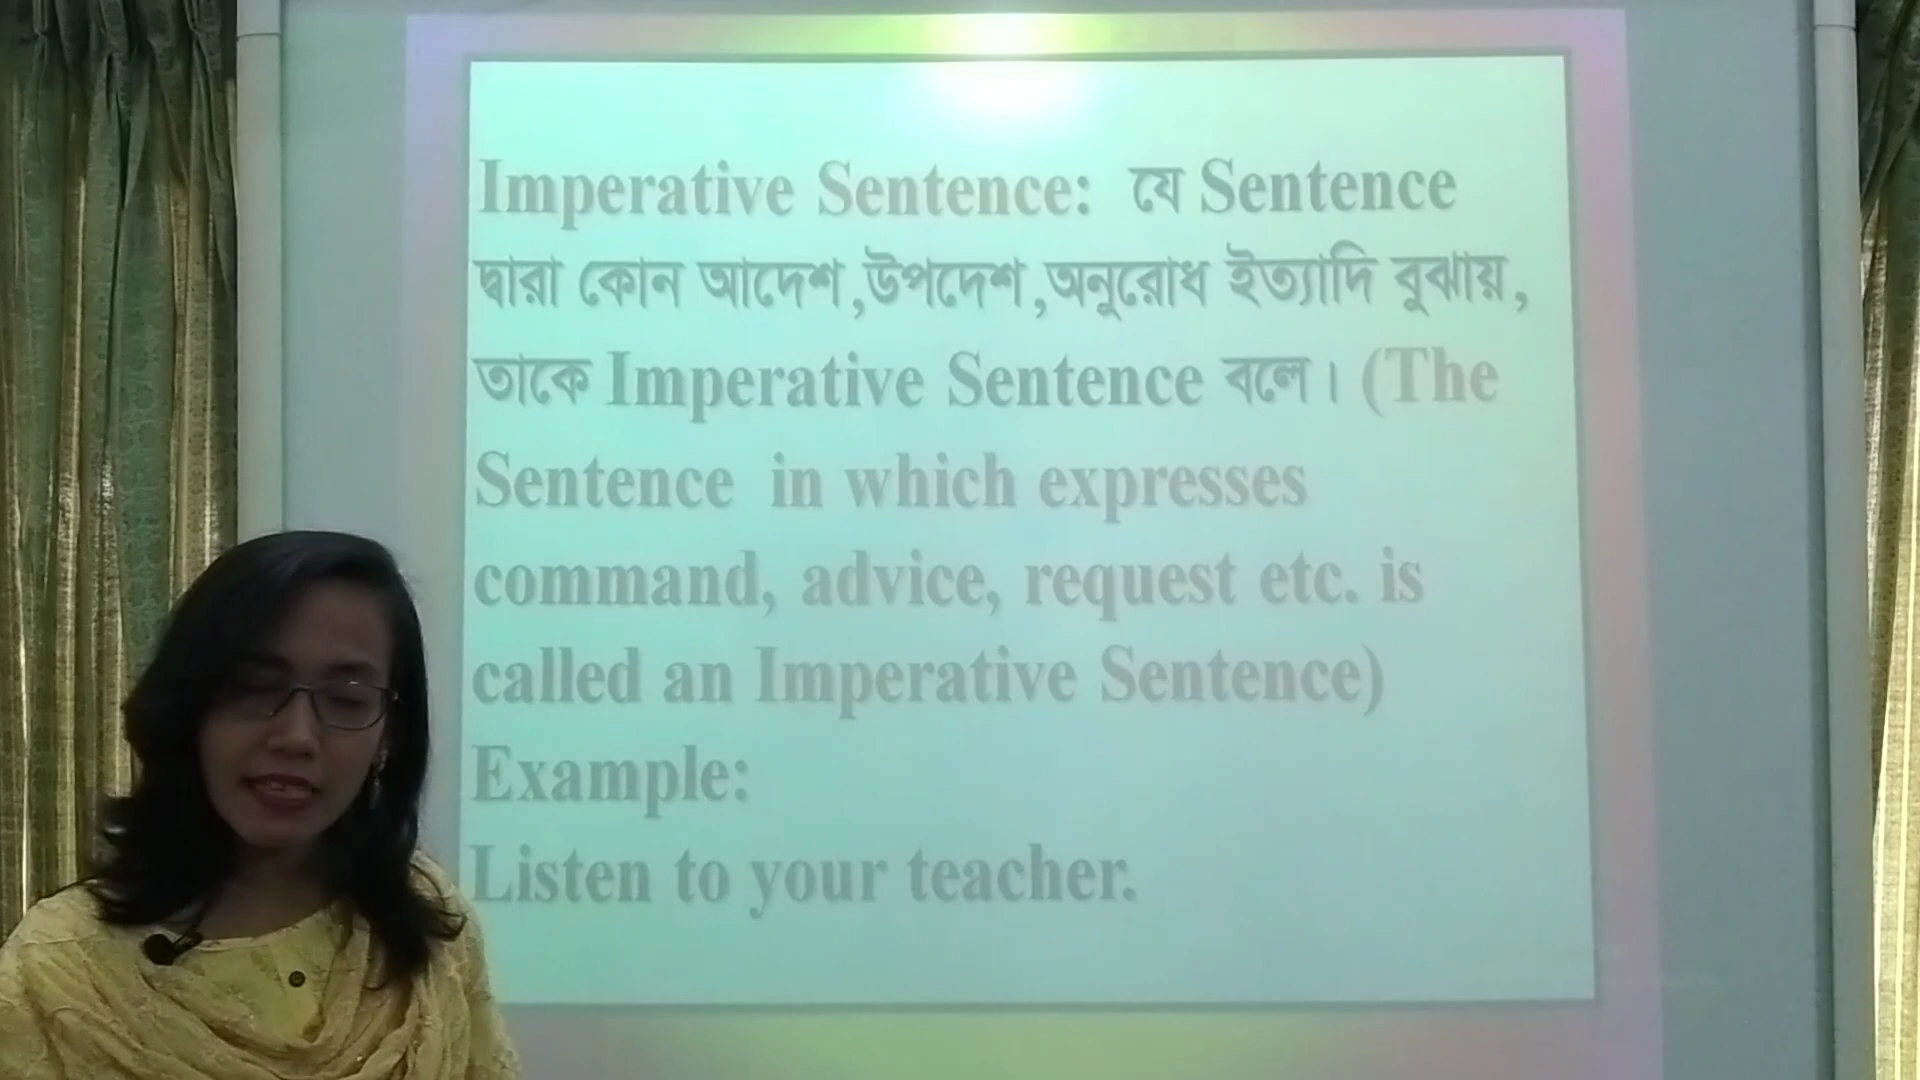 Imperative Sentence: যে Sentence
দ্বারা কোন আদেশ,উপদেশ,অনুরোধ ইত্যাদি বুঝায়,
তাকে Imperative Sentence বলে। (The
Sentence in which expresses
command, advice, request etc. is
called an Imperative Sentence)
Example:
Listen to your teacher.